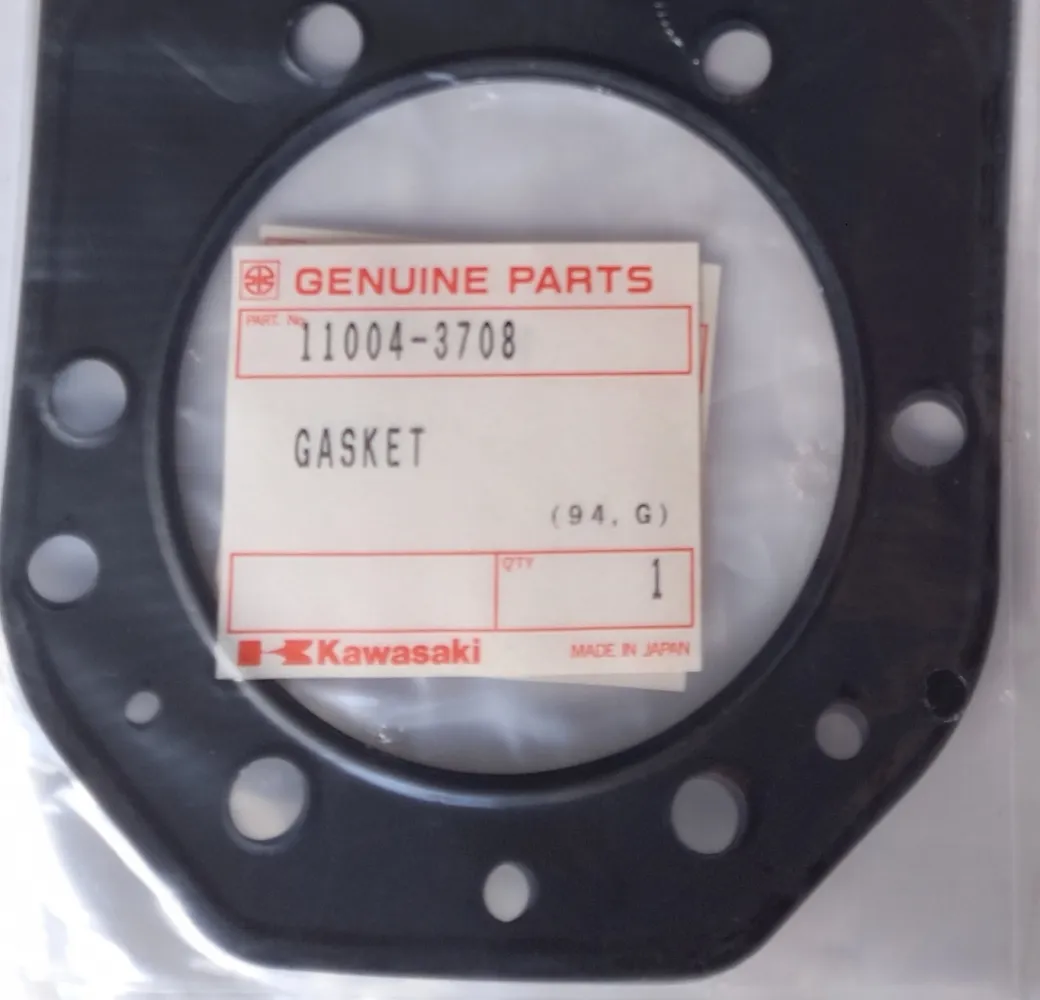 GENUINE PARTS
PART. No.
11004-3708
GASKET
(94, G)
Q'TY
1
Kawasaki
MADE IN JAPAN